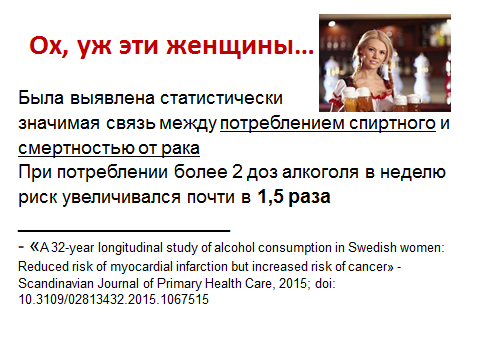 Ох, уж эти женщины...
Была выявлена статистически
значимая связь между потреблением спиртного и
смертностью от рака
При потреблении более 2 доз алкоголя в неделю
риск увеличивался почти в 1,5 раза
- «A 32-year longitudinal study of alcohol consumption in Swedish women:
Reduced risk of myocardial infarction but increased risk of cancer» -
Scandinavian Journal of Primary Health Care, 2015; doi:
10.3109/02813432.2015.1067515